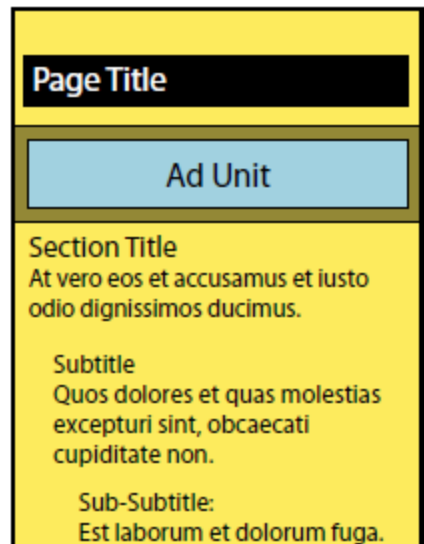 Page Title
Ad Unit
Section Title
At vero eos et accusamus et iusto
odio dignissimos ducimus.
Subtitle
Quos dolores et quas molestias
excepturi sint, obcaecati
cupiditate non.
Sub-Subtitle:
Est laborum et dolorum fuga.